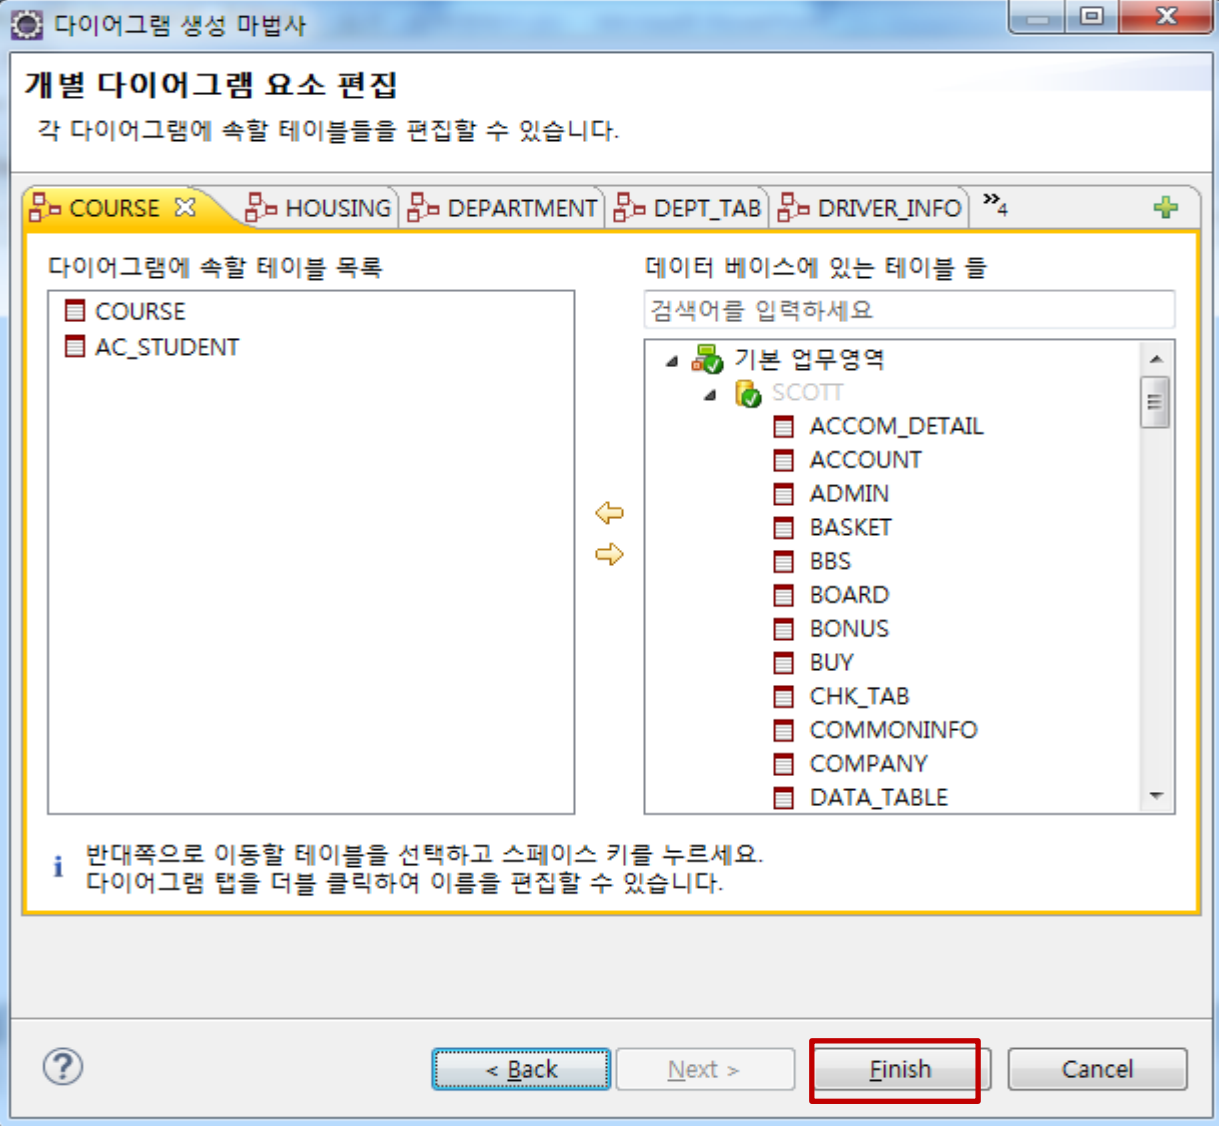 다이어그램 생성 마법사
개별 다이어그램 요소 편집
각 다이어그램에 속할 테이블들을 편집할 수 있습니다.
COURSE HOUSING DEPARTMENT DEPT_TAB DRIVER_INFO »4
다이어그램에 속할 테이블 목록
COURSE
AC_STUDENT
데이터 베이스에 있는 테이블 들
검색어를 입력하세요
기본 업무영역
SCOTT
ACCOM_DETAIL
ACCOUNT
ADMIN
BASKET
BBS
BOARD
BONUS
BUY
CHK_TAB
COMMONINFO
COMPANY
DATA_TABLE
반대쪽으로 이동할 테이블을 선택하고 스페이스 키를 누르세요.
다이어그램 탭을 더블 클릭하여 이름을 편집할 수 있습니다.
< Back Next > Finish Cancel